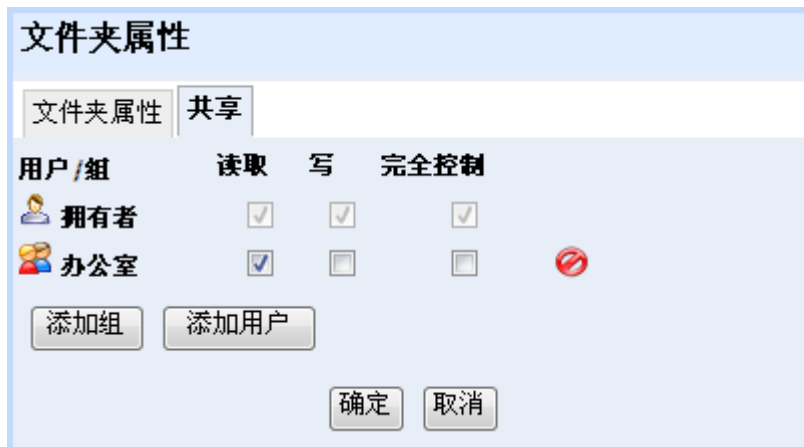 文件夹属性
文件夹属性 共享
用户/组 读取 写 完全控制
拥有者
办公室
添加组 添加用户
确定 取消